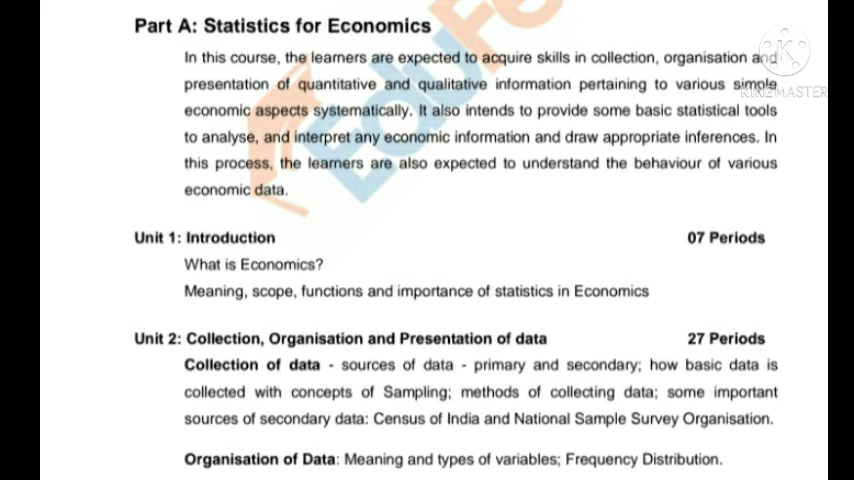 Part A: Statistics for Economics
In this course, the learners are expected to acquire skills in collection, organisation and
presentation of quantitative and qualitative information pertaining to various simple
economic aspects systematically. It also intends to provide some basic statistical tools
to analyse, and interpret any economic information and draw appropriate inferences. In
this process, the learners are also expected to understand the behaviour of various
economic data.
Unit 1: Introduction 07 Periods
What is Economics?
Meaning, scope, functions and importance of statistics in Economics
Unit 2: Collection, Organisation and Presentation of data 27 Periods
Collection of data - sources of data - primary and secondary; how basic data is
collected with concepts of Sampling; methods of collecting data; some important
sources of secondary data: Census of India and National Sample Survey Organisation.
Organisation of Data: Meaning and types of variables; Frequency Distribution.
KINEMASTER